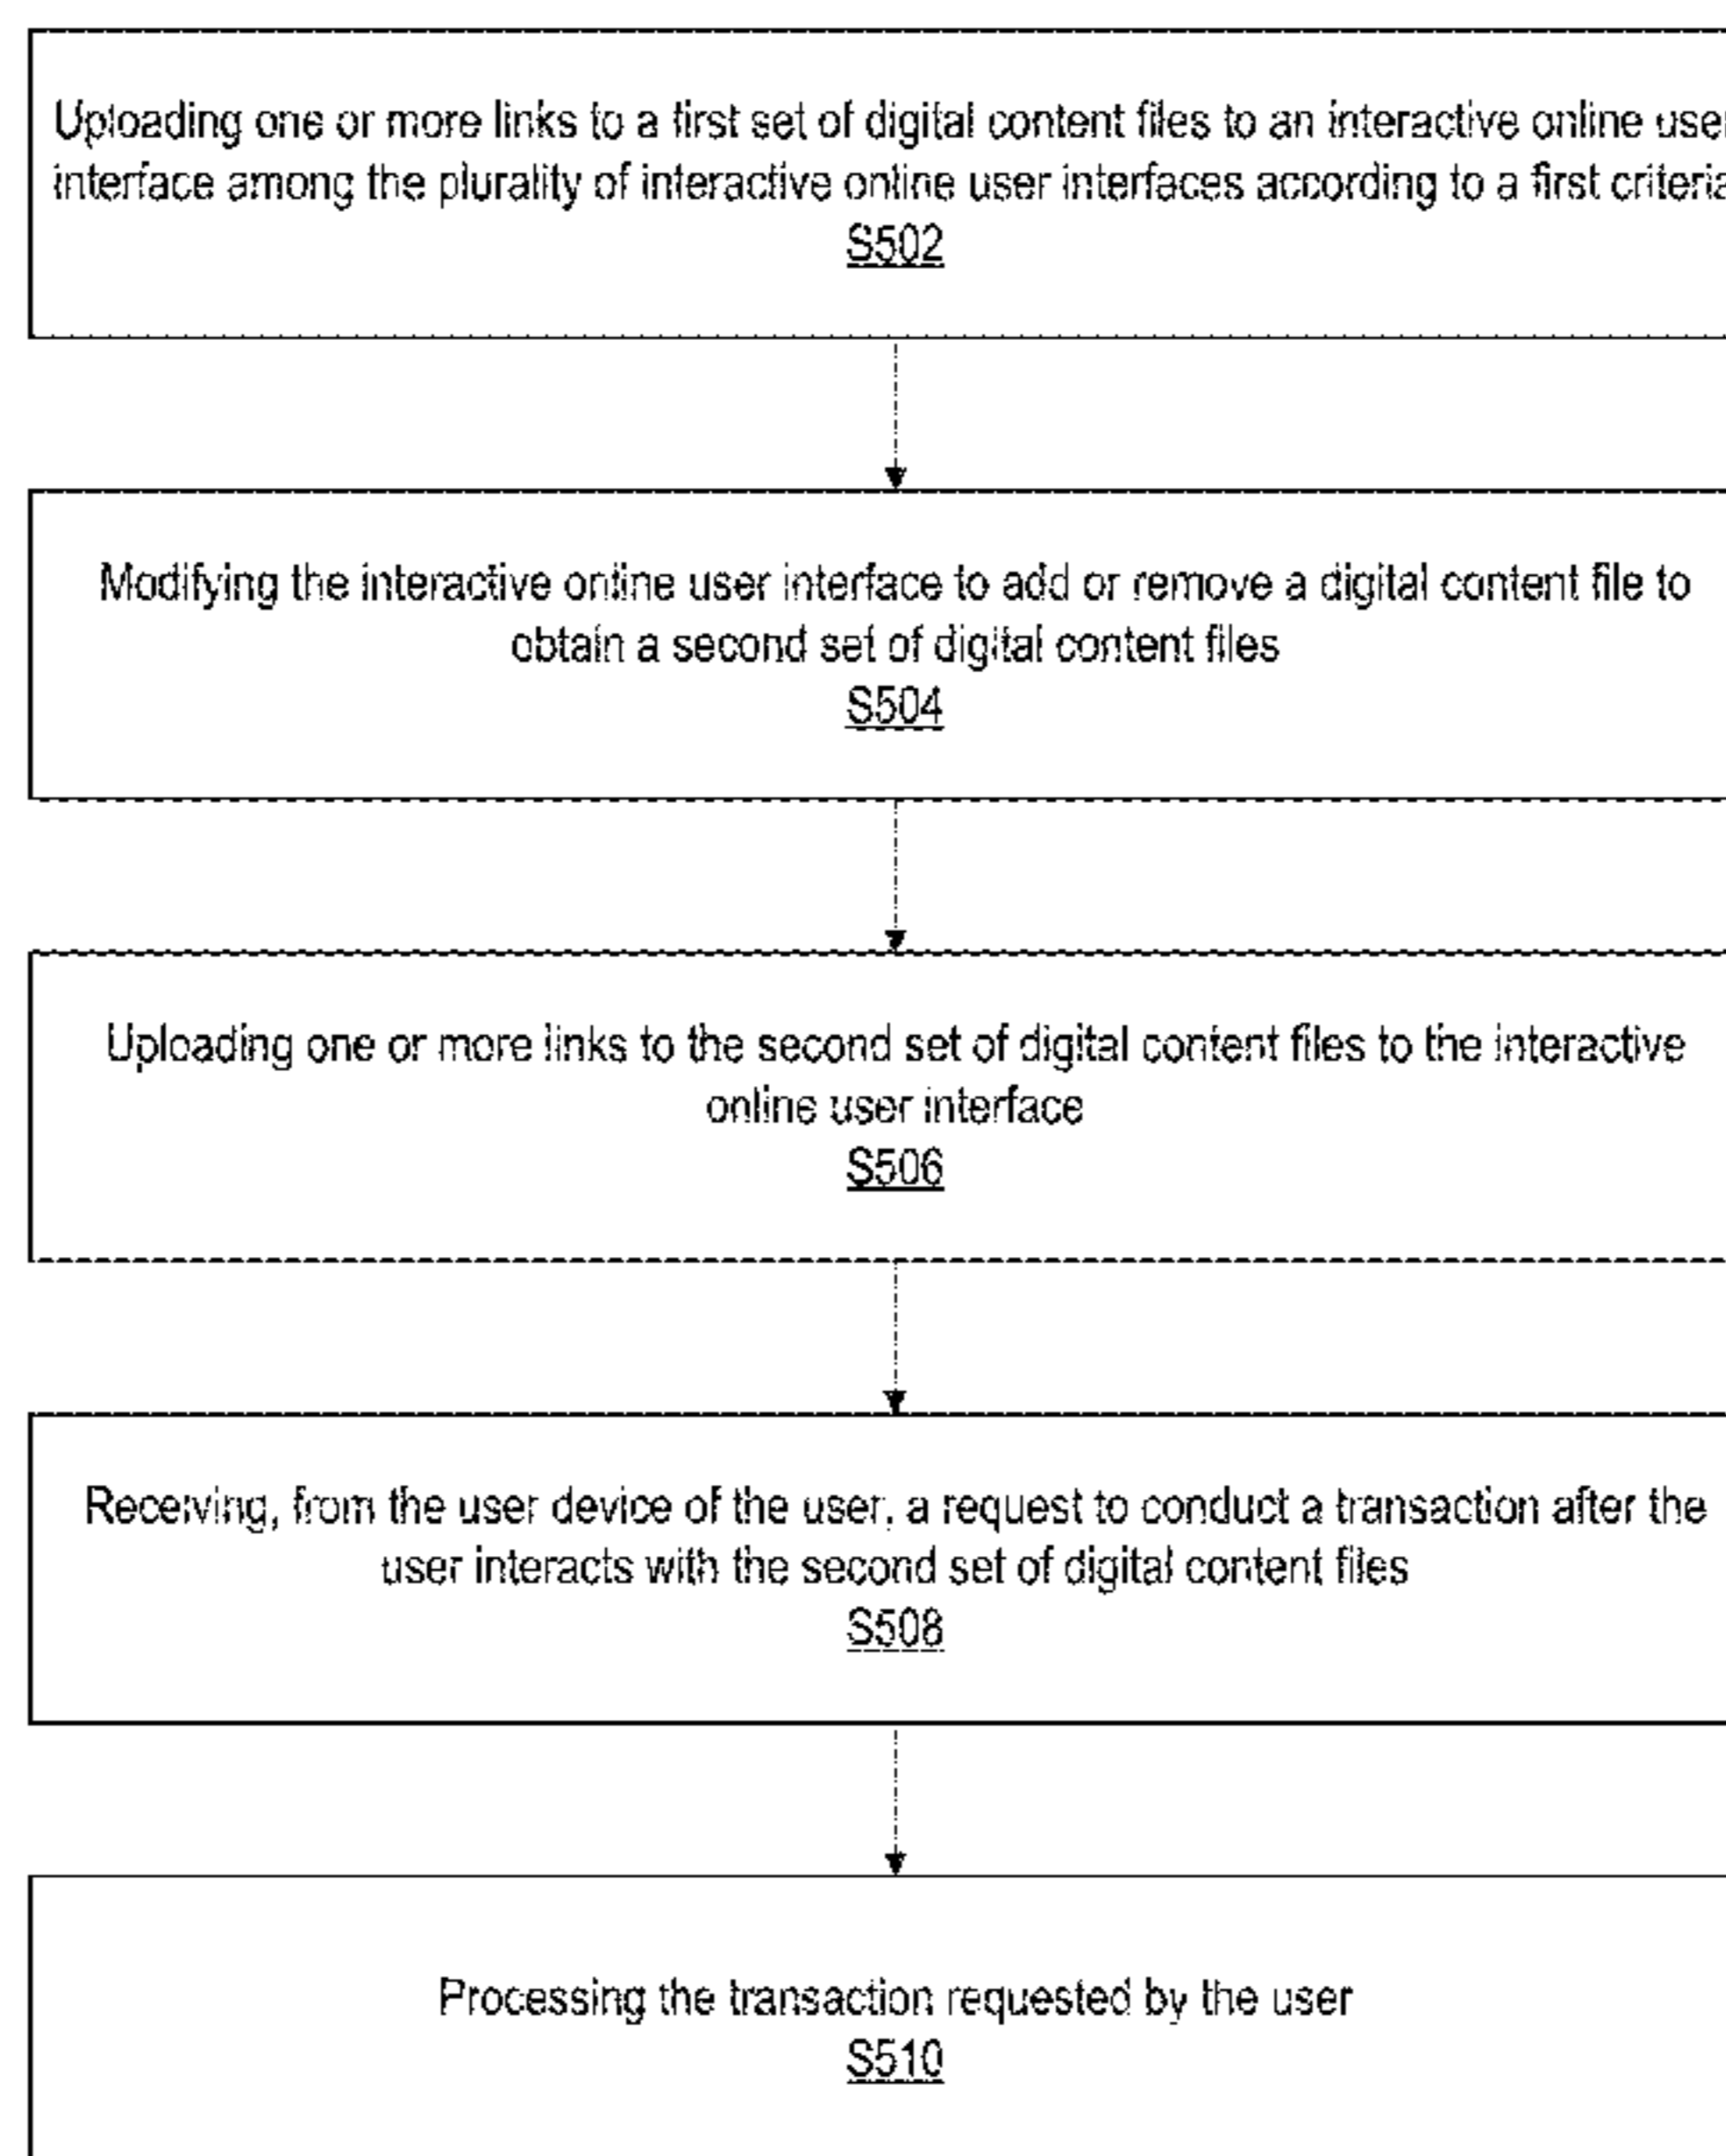 Uploading one or more links to a first set of digital content files to an interactive online user
interface among the plurality of interactive online user interfaces according to a first criteria
S502
Modifying the interactive online user interface to add or remove a digital content file to
obtain a second set of digital content files
S504
Uploading one or more links to the second set of digital content files to the interactive
online user interface
S506
Receiving, from the user device of the user, a request to conduct a transaction after the
user interacts with the second set of digital content files
S508
Processing the transaction requested by the user
S510